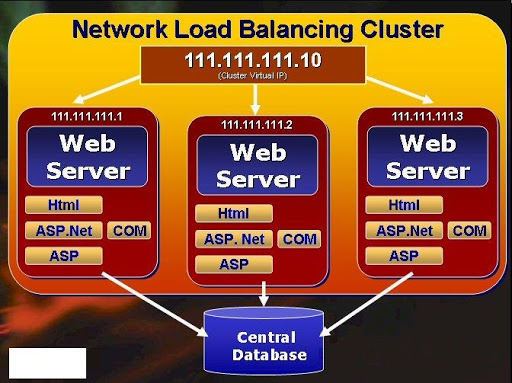 Network Load Balancing Cluster
111.111.111.10
(Cluster Virtual IP)
111.111.111.1
Web
Server
Html
ASP.Net
COM
ASP
111.111.111.2
Web
Server
Html
ASP. Net
COM
ASP
111.111.111.3
Web
Server
Html
ASP.Net
COM
ASP
Central
Database